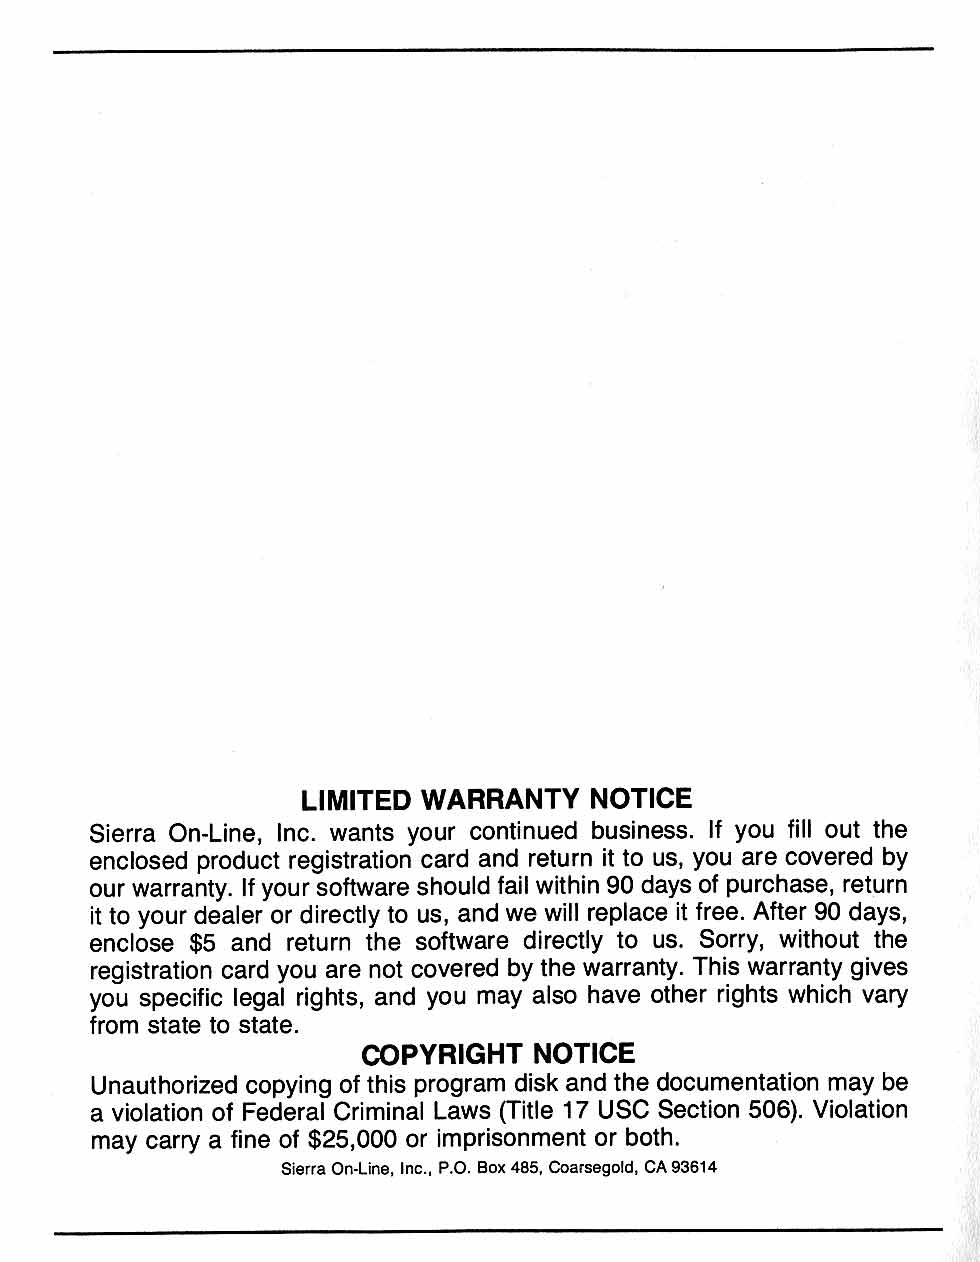 LIMITED WARRANTY NOTICE
Sierra On-Line, Inc. wants your continued business. If you fill out the
enclosed product registration card and return it to us, you are covered by
our warranty. If your software should fail within 90 days of purchase, return
it to your dealer or directly to us, and we will replace it free. After 90 days,
enclose $5 and return the software directly to us. Sorry, without the
registration card you are not covered by the warranty. This warranty gives
you specific legal rights, and you may also have other rights which vary
from state to state.
COPYRIGHT NOTICE
Unauthorized copying of this program disk and the documentation may be
a violation of Federal Criminal Laws (Title 17 USC Section 506). Violation
may carry a fine of $25,000 or imprisonment or both.
Sierra On-Line, Inc., P.O. Box 485, Coarsegold, CA 93614